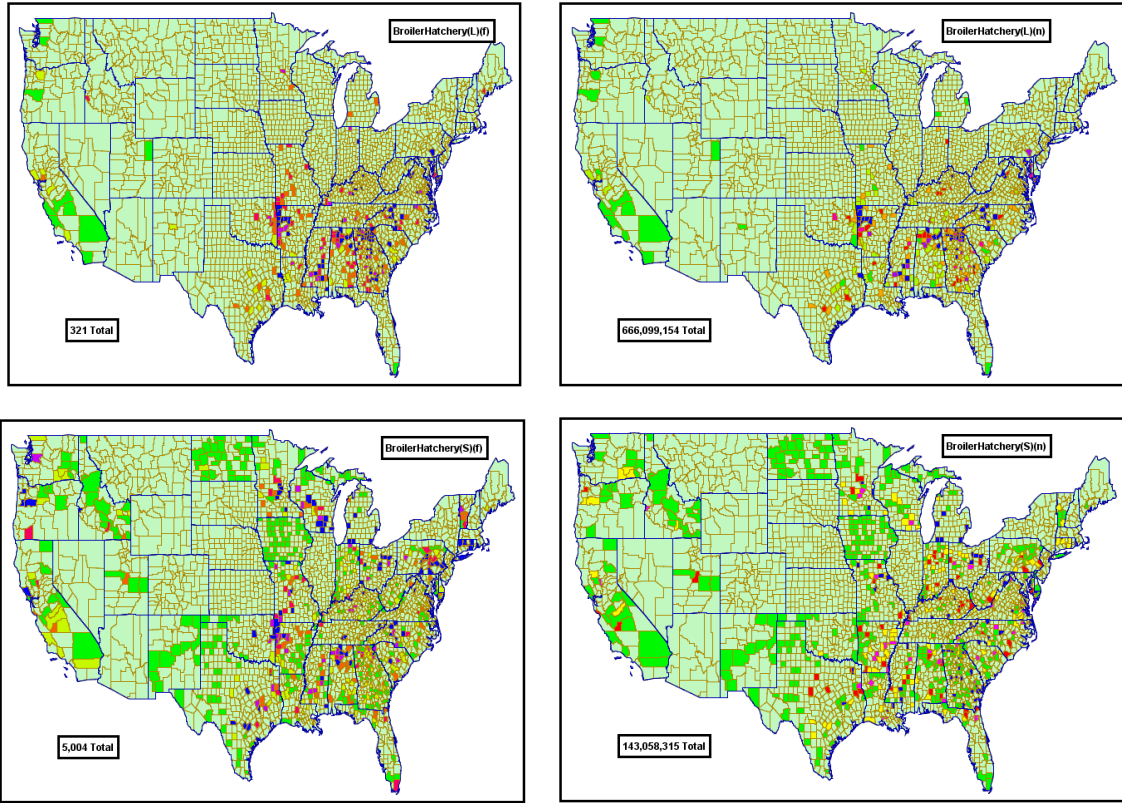 BroilerHatchery(L)(f)
321 Total
BroilerHatchery(L)(n)
666,099,154 Total
BroilerHatchery(S)(f)
5,004 Total
BroilerHatchery(S)(n)
143,058,315 Total